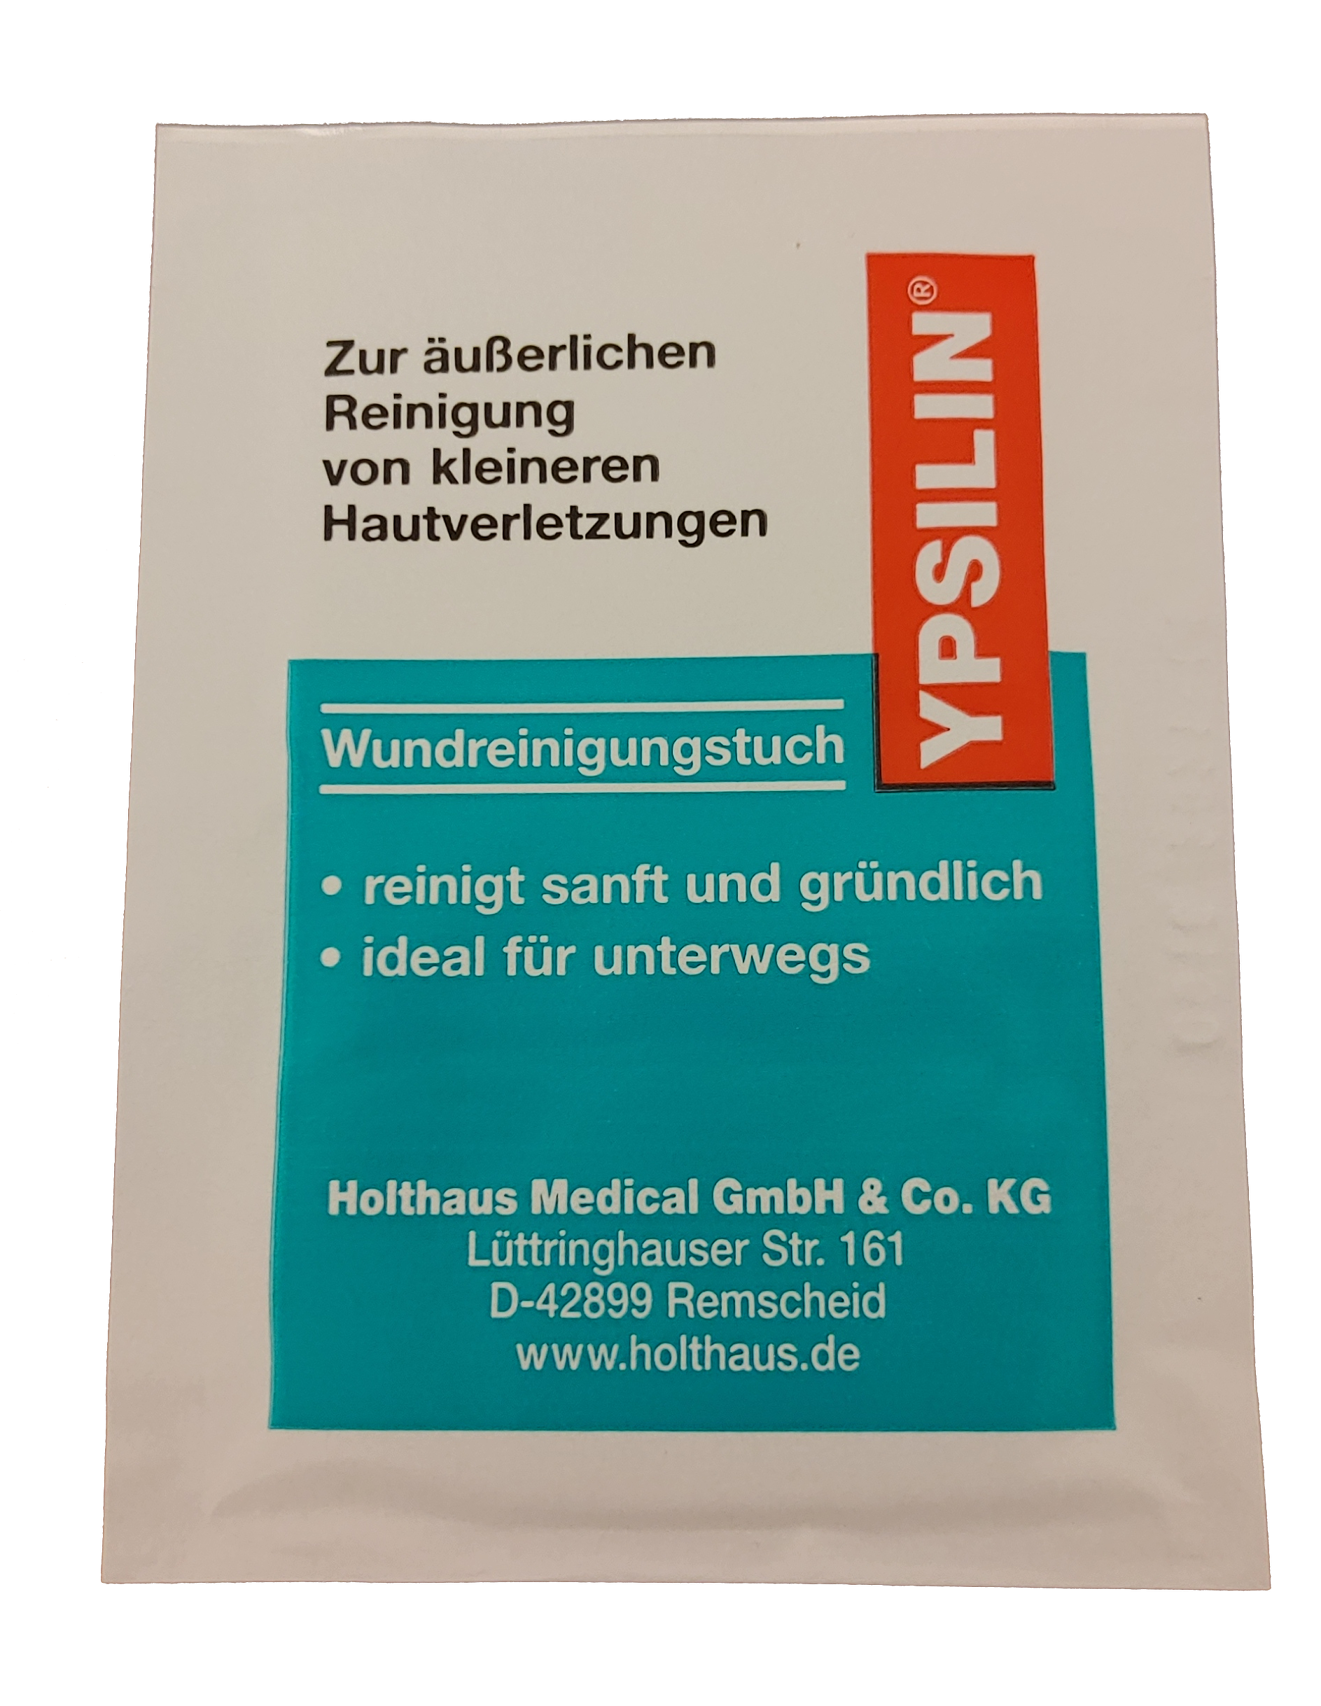 Zur äußerlichen
Reinigung
von kleineren
Hautverletzungen
YPSILIN®
Wundreinigungstuch
• reinigt sanft und gründlich
• ideal für unterwegs
Holthaus Medical GmbH & Co. KG
Lüttringhauser Str. 161
D-42899 Remscheid
www.holthaus.de